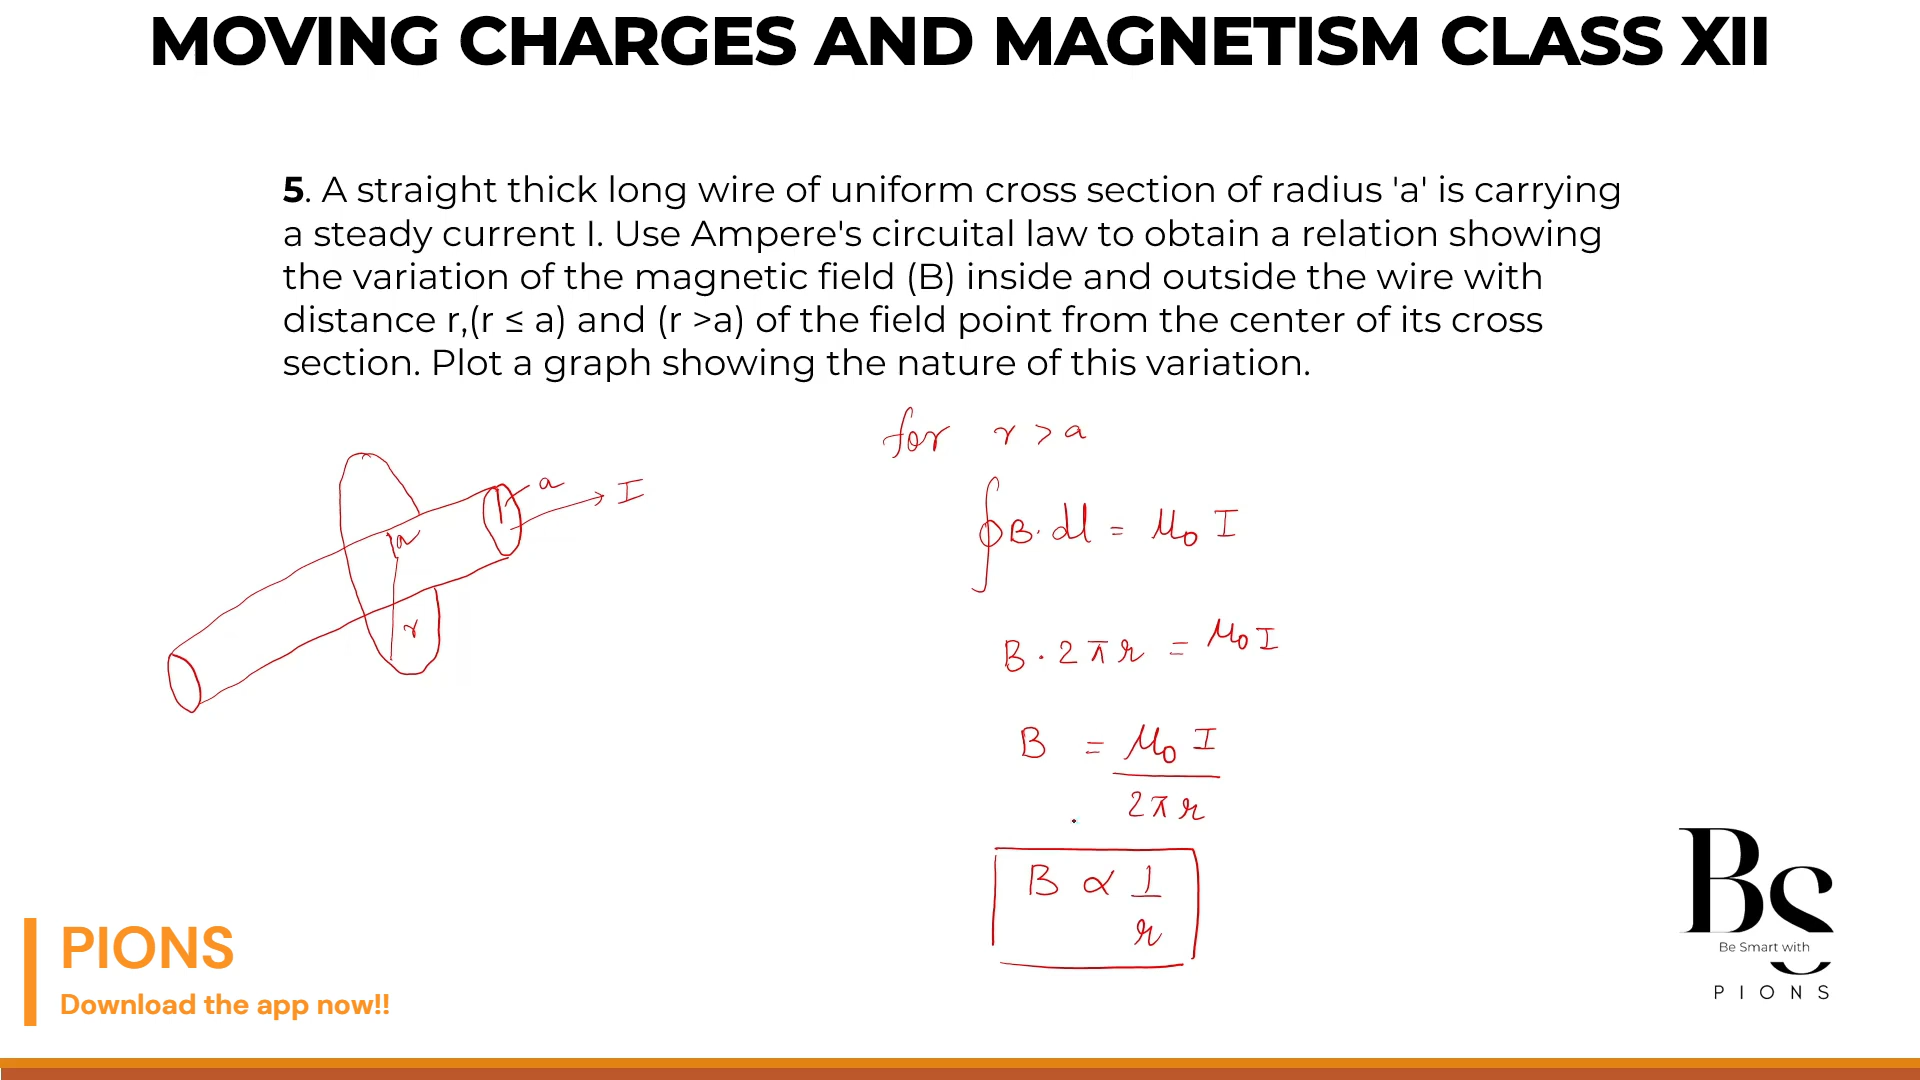 MOVING CHARGES AND MAGNETISM CLASS XII
5. A straight thick long wire of uniform cross section of radius 'a' is carrying
a steady current I. Use Ampere's circuital law to obtain a relation showing
the variation of the magnetic field (B) inside and outside the wire with
distance r,(r ≤ a) and (r >a) of the field point from the center of its cross
section. Plot a graph showing the nature of this variation.
for r > a
a
I
a
r
∮B. dl = μ₀ I
B · 2πr = μ₀ I
B = μ₀ I
2πr
B ∝ 1
r
PIONS
Download the app now!!
Bs
Be Smart with
PIONS